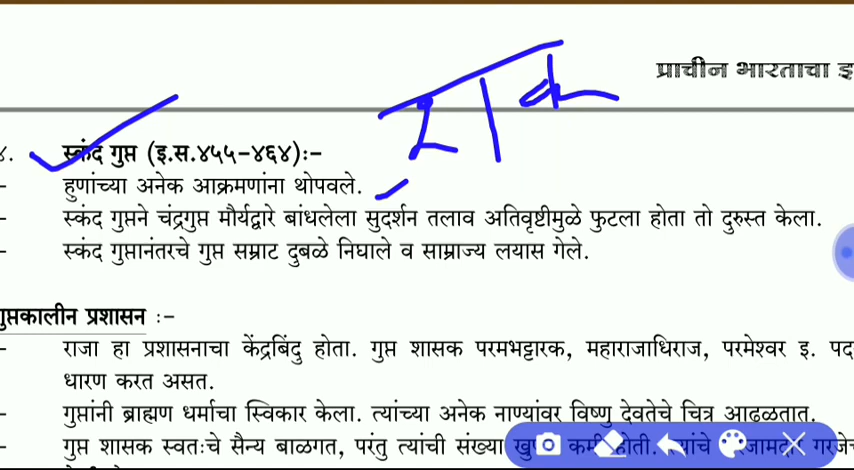 प्राचीन भारताचा इ
शक
४. स्कंद गुप्त (इ.स.४५५-४६४):-
- हुणांच्या अनेक आक्रमणांना थोपवले.
- स्कंद गुप्तने चंद्रगुप्त मौर्यद्वारे बांधलेला सुदर्शन तलाव अतिवृष्टीमुळे फुटला होता तो दुरुस्त केला.
- स्कंद गुप्तानंतरचे गुप्त सम्राट दुबळे निघाले व साम्राज्य लयास गेले.
गुप्तकालीन प्रशासन :-
- राजा हा प्रशासनाचा केंद्रबिंदु होता. गुप्त शासक परमभट्टारक, महाराजाधिराज, परमेश्वर इ. पद
धारण करत असत.
- गुप्तांनी ब्राह्मण धर्माचा स्विकार केला. त्यांच्या अनेक नाण्यांवर विष्णु देवतेचे चित्र आढळतात.
- गुप्त शासक स्वतःचे सैन्य बाळगत, परंतु त्यांची संख्या कमी होती.